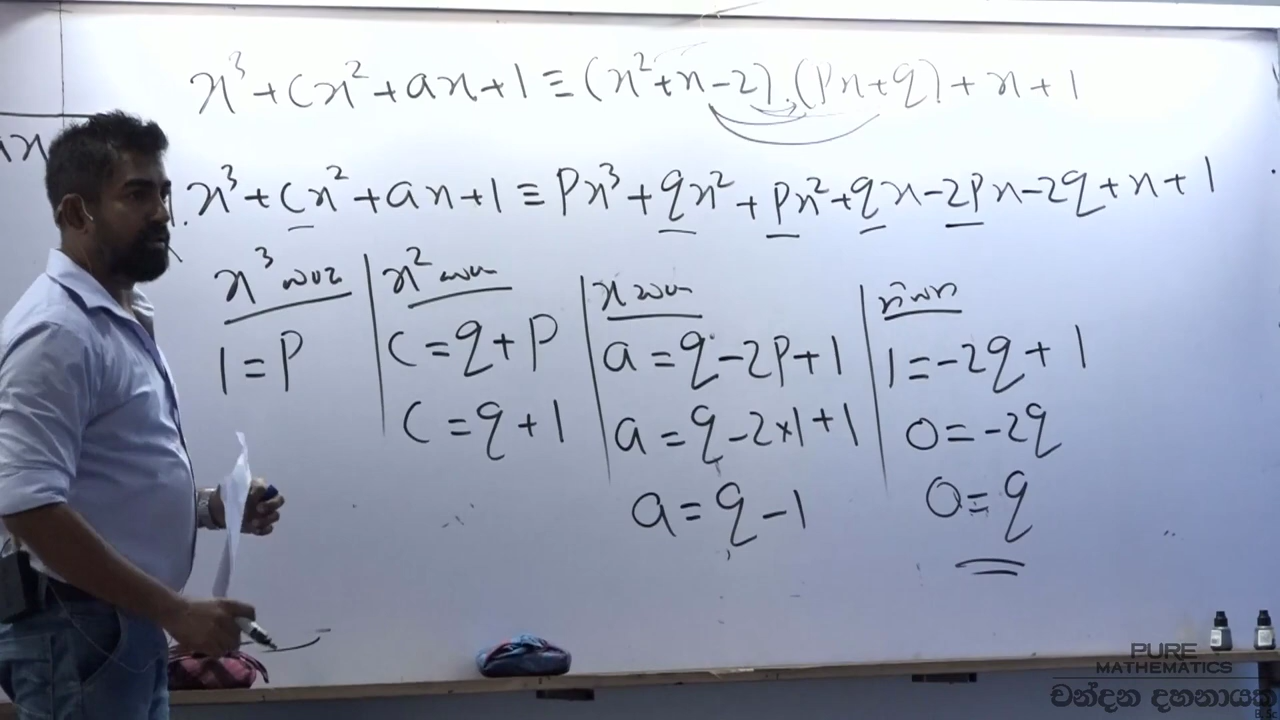 x³ + cx² + ax + 1 ≡ (x² + x - 2).(px + q) + x + 1
ax
x³ + cx² + ax + 1 ≡ px³ + qx² + px² + qx - 2px - 2q + x + 1
x³ | x² | x
1 = p | c = q + p | a = q - 2p + 1 | 1 = -2q + 1
c = q + 1 | a = q - 2×1 + 1 | 0 = -2q
a = q - 1 | 0 = q
PURE
MATHEMATICS
චන්දන දහනායක
B.Sc